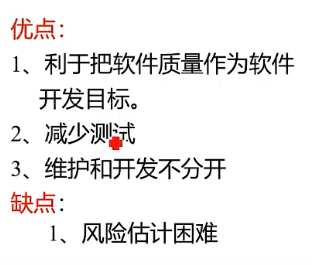 优点：
1、利于把软件质量作为软件
开发目标。
2、减少测试
3、维护和开发不分开
缺点：
1、风险估计困难